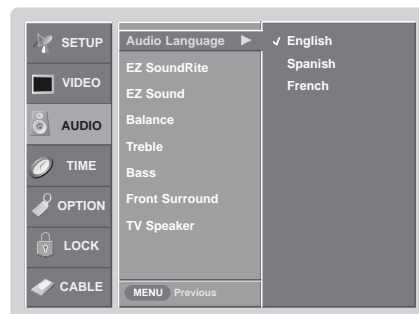 SETUP
VIDEO
AUDIO
TIME
OPTION
LOCK
CABLE
Audio Language
EZ SoundRite
EZ Sound
Balance
Treble
Bass
Front Surround
TV Speaker
MENU Previous
English
Spanish
French